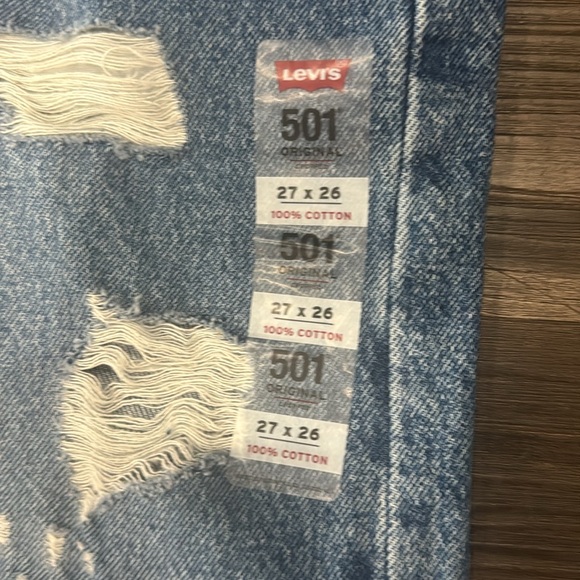 Levi's
501
ORIGINAL
27 x 26
100% COTTON
501
ORIGINAL
27 x 26
100% COTTON
501
ORIGINAL
27 x 26
100% COTTON